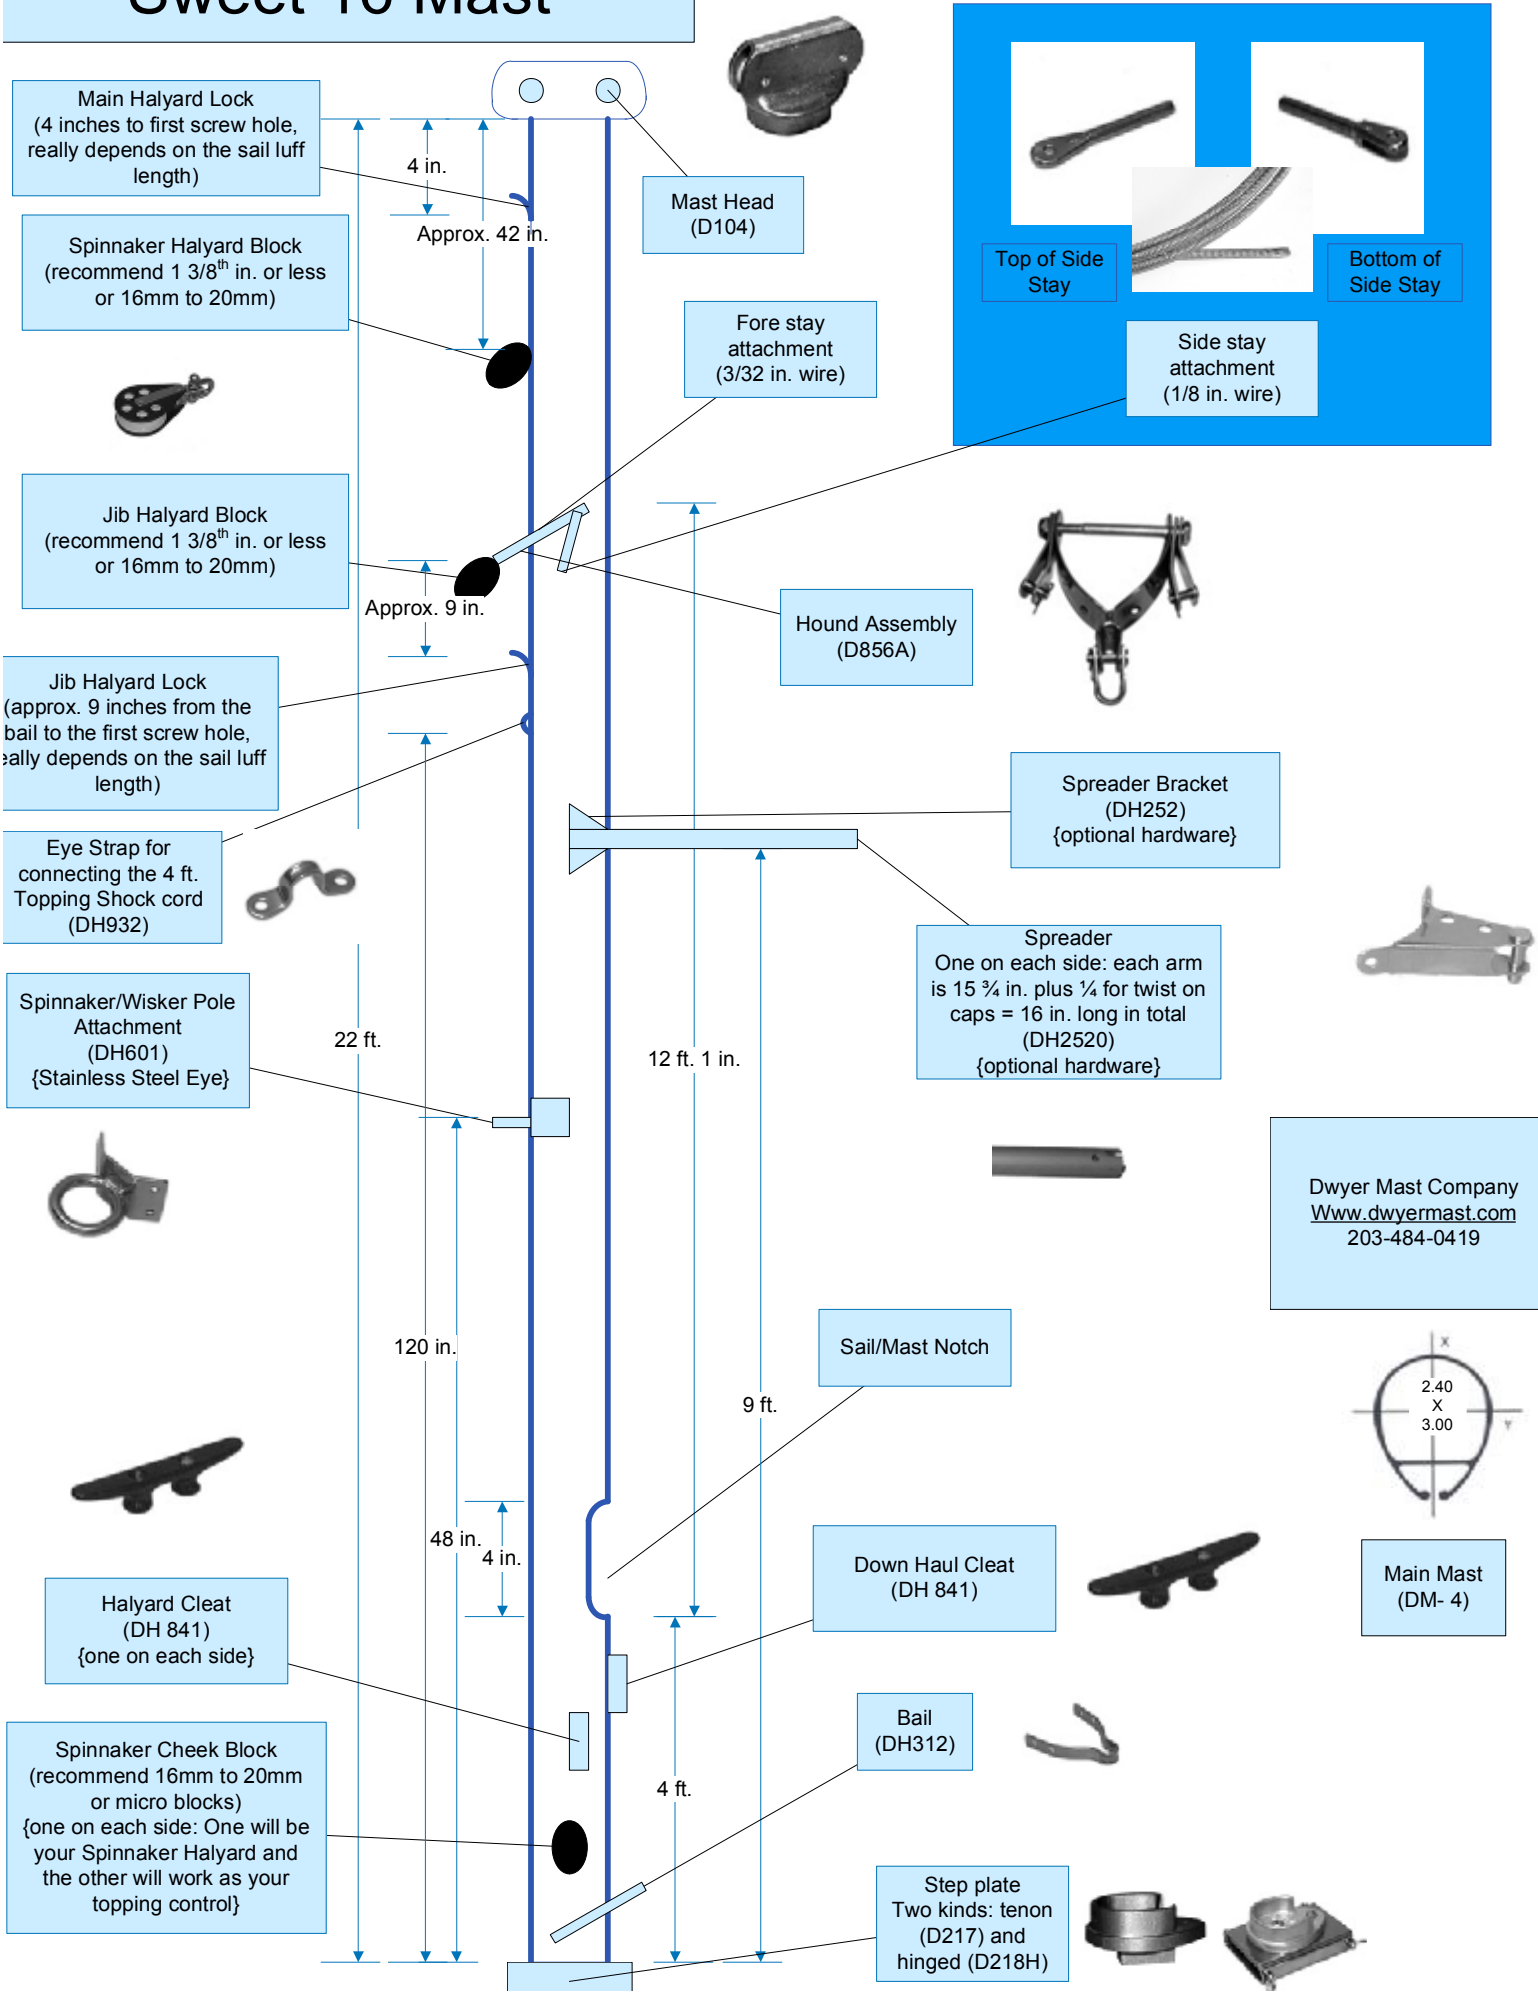 Sweet 16 Mast
Main Halyard Lock
(4 inches to first screw hole,
really depends on the sail luff
length)
4 in.
Approx. 42 in.
Mast Head
(D104)
Top of Side
Stay
Bottom of
Side Stay
Spinnaker Halyard Block
(recommend 1 3/8th in. or less
or 16mm to 20mm)
Fore stay
attachment
(3/32 in. wire)
Side stay
attachment
(1/8 in. wire)
Jib Halyard Block
(recommend 1 3/8th in. or less
or 16mm to 20mm)
Approx. 9 in.
Hound Assembly
(D856A)
Jib Halyard Lock
(approx. 9 inches from the
bail to the first screw hole,
eally depends on the sail luff
length)
Spreader Bracket
(DH252)
{optional hardware}
Eye Strap for
connecting the 4 ft.
Topping Shock cord
(DH932)
Spreader
One on each side: each arm
is 15 ¾ in. plus ¼ for twist on
caps = 16 in. long in total
(DH2520)
{optional hardware}
Spinnaker/Wisker Pole
Attachment
(DH601)
{Stainless Steel Eye}
22 ft.
12 ft. 1 in.
Dwyer Mast Company
Www.dwyermast.com
203-484-0419
120 in.
Sail/Mast Notch
9 ft.
X
2.40
X
3.00
Y
48 in.
4 in.
Down Haul Cleat
(DH 841)
Main Mast
(DM- 4)
Halyard Cleat
(DH 841)
{one on each side}
Bail
(DH312)
Spinnaker Cheek Block
(recommend 16mm to 20mm
or micro blocks)
{one on each side: One will be
your Spinnaker Halyard and
the other will work as your
topping control}
4 ft.
Step plate
Two kinds: tenon
(D217) and
hinged (D218H)